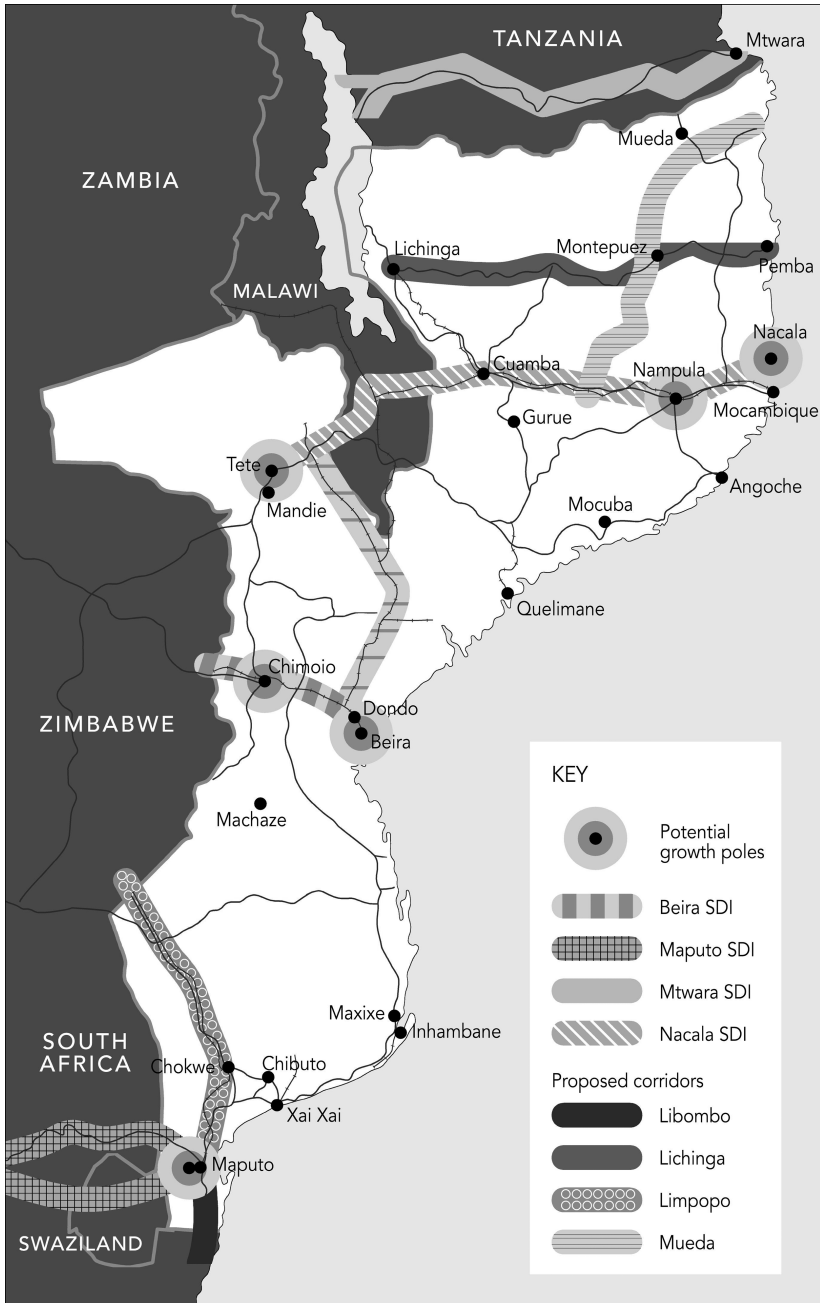 TANZANIA
Mtwara
Mueda
ZAMBIA
Lichinga
Montepuez
Pemba
MALAWI
Nacala
Cuamba
Nampula
Mocambique
Gurue
Tete
Mandie
Angoche
Mocuba
Quelimane
Chimoio
Dondo
Beira
ZIMBABWE
Machaze
Maxixe
Inhambane
SOUTH
AFRICA
Chokwe
Chibuto
Xai Xai
Maputo
SWAZILAND
KEY
Potential
growth poles
Beira SDI
Maputo SDI
Mtwara SDI
Nacala SDI
Proposed corridors
Libombo
Lichinga
Limpopo
Mueda